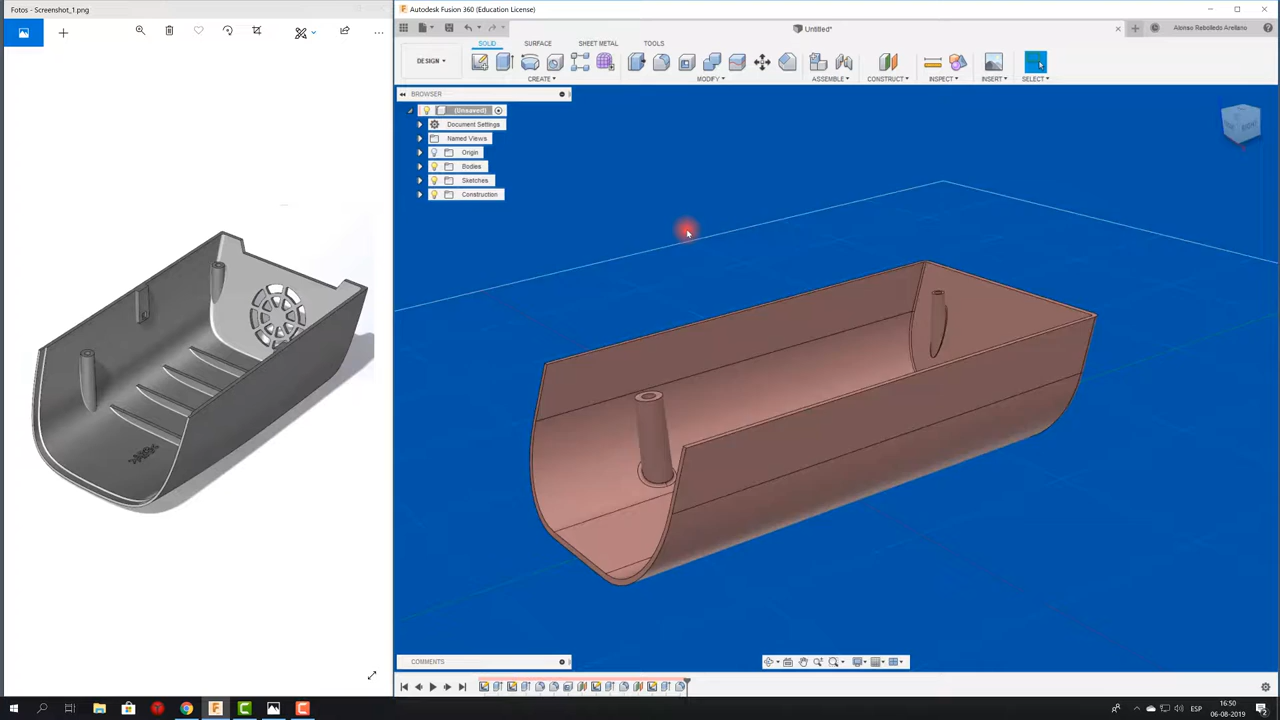 Fotos - Screenshot_1.png
Autodesk Fusion 360 (Education License)
Untitled*
Alonso Rebolledo Arellano
SOLID SURFACE SHEET METAL TOOLS
DESIGN
CREATE MODIFY ASSEMBLE CONSTRUCT INSPECT INSERT SELECT
BROWSER
(Unsaved)
Document Settings
Named Views
Origin
Bodies
Sketches
Construction
COMMENTS
ESP
16:50
06-08-2019